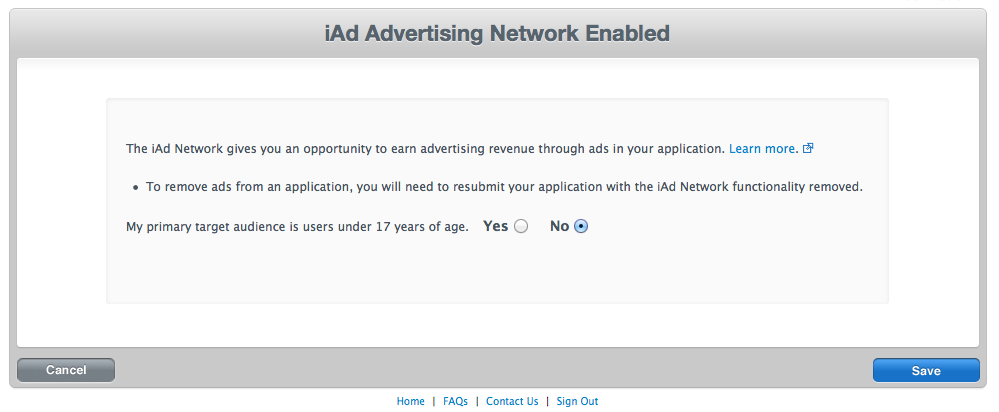 iAd Advertising Network Enabled
The iAd Network gives you an opportunity to earn advertising revenue through ads in your application. Learn more.
• To remove ads from an application, you will need to resubmit your application with the iAd Network functionality removed.
My primary target audience is users under 17 years of age. Yes No
Cancel Save
Home | FAQs | Contact Us | Sign Out